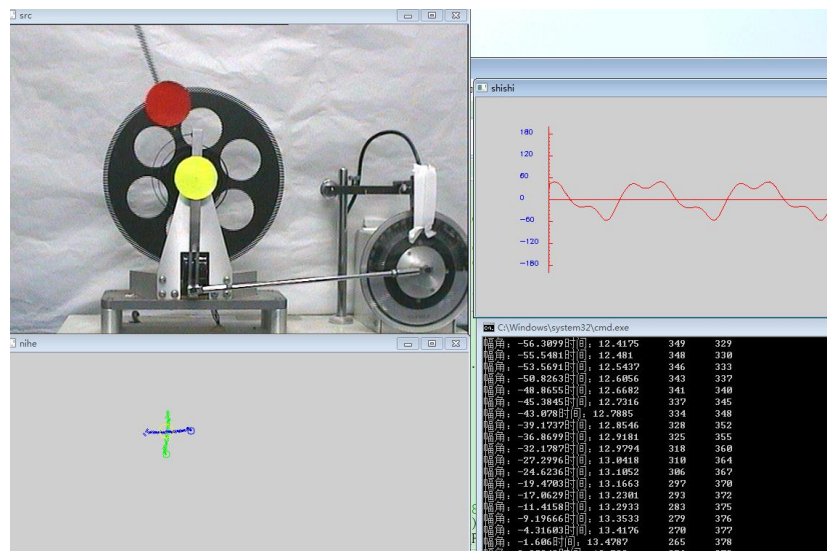 src
shishi
180
120
60
0
-60
-120
-180
nihe
C:\Windows\system32\cmd.exe
幅角：-56.3099时间：12.4175 349 329
幅角：-55.5481时间：12.481 348 330
幅角：-53.5691时间：12.5437 346 333
幅角：-50.8263时间：12.6056 343 337
幅角：-48.8655时间：12.6682 341 340
幅角：-45.3845时间：12.7316 337 345
幅角：-43.078时间：12.7885 334 348
幅角：-39.1737时间：12.8546 328 352
幅角：-36.8699时间：12.9181 325 355
幅角：-32.1787时间：12.9794 318 360
幅角：-27.2996时间：13.0418 310 364
幅角：-24.6236时间：13.1052 306 367
幅角：-19.4703时间：13.1663 297 370
幅角：-17.0629时间：13.2301 293 372
幅角：-11.4158时间：13.2933 283 375
幅角：-9.19666时间：13.3533 279 376
幅角：-4.31603时间：13.4176 270 377
幅角：-1.606时间：13.4787 265 378